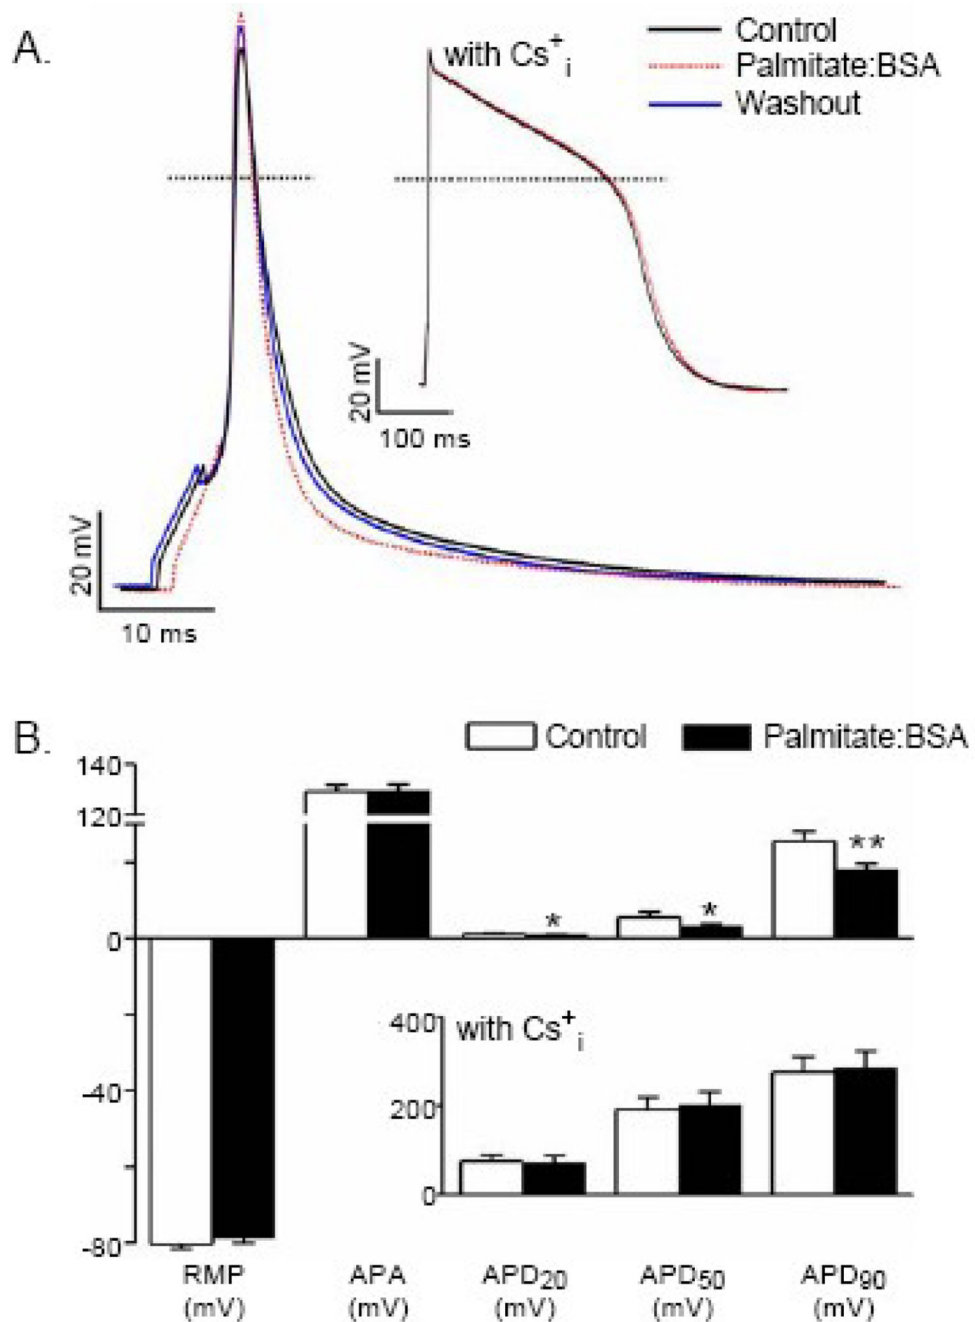 A.
with Cs+i
Control
Palmitate:BSA
Washout
20 mV
100 ms
20 mV
10 ms
B.
Control
Palmitate:BSA
140
120
0
-40
-80
*
*
**
400
with Cs+i
200
0
RMP
(mV)
APA
(mV)
APD20
(mV)
APD50
(mV)
APD90
(mV)